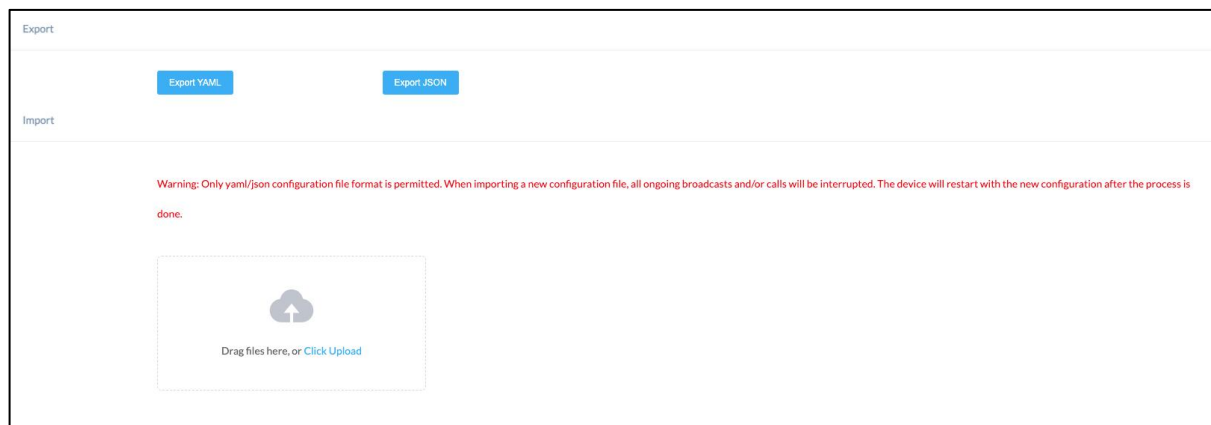 Export
Export YAML
Export JSON
Import
Warning: Only yaml/json configuration file format is permitted. When importing a new configuration file, all ongoing broadcasts and/or calls will be interrupted. The device will restart with the new configuration after the process is
done.
Drag files here, or Click Upload